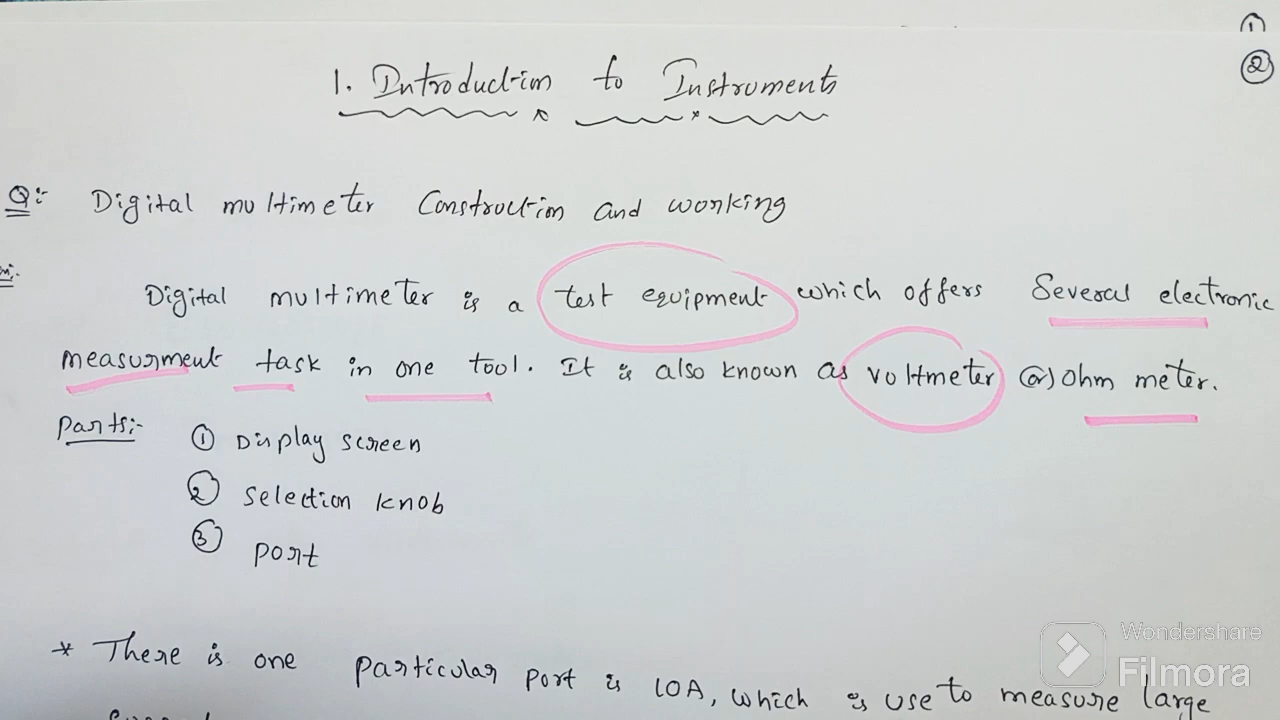 1
2
1. Introduction to Instruments
Q:- Digital multimeter Construction and working
Digital multimeter is a test equipment which offers Several electronic
measurment task in one tool. It is also known as voltmeter (or) Ohm meter.
Parts:- 1 Display screen
2 Selection knob
3 port
* There is one particular port is 10A, which is use to measure large
Wondershare
Filmora